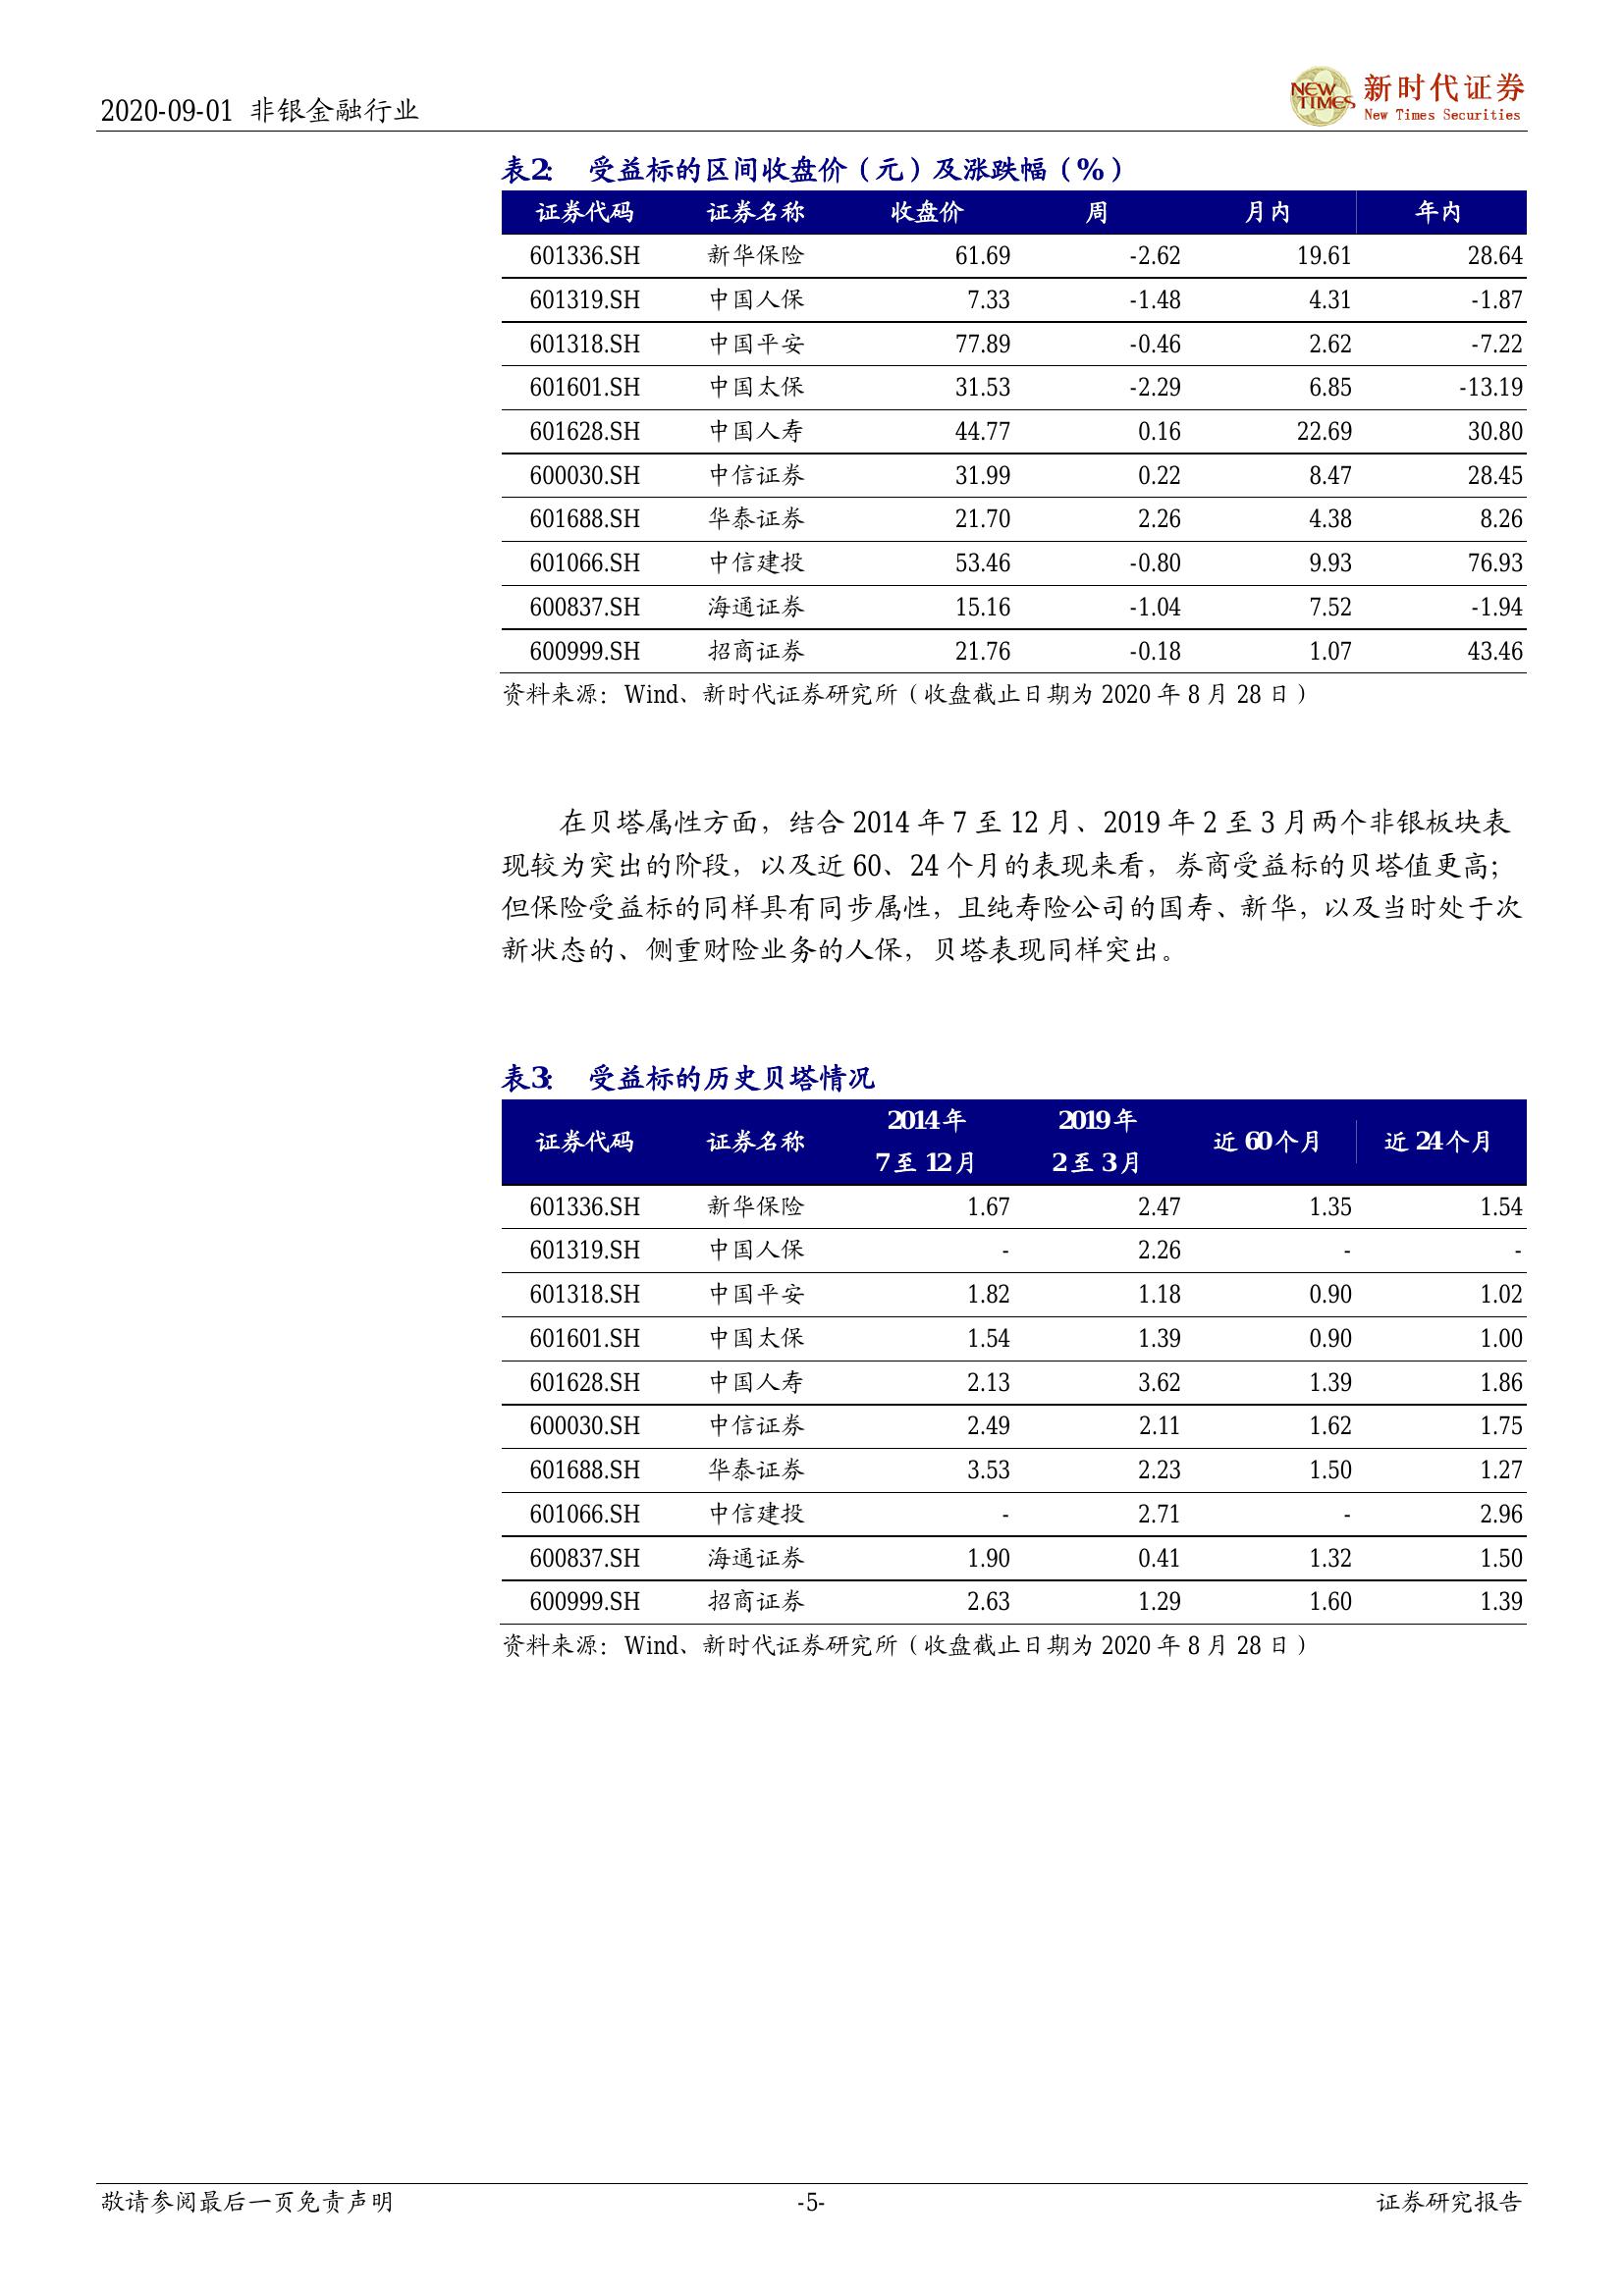 2020-09-01 非银金融行业
NEW TIMES 新时代证券
New Times Securities
表2: 受益标的区间收盘价（元）及涨跌幅（%）
证券代码 证券名称 收盘价 周 月内 年内
601336.SH 新华保险 61.69 -2.62 19.61 28.64
601319.SH 中国人保 7.33 -1.48 4.31 -1.87
601318.SH 中国平安 77.89 -0.46 2.62 -7.22
601601.SH 中国太保 31.53 -2.29 6.85 -13.19
601628.SH 中国人寿 44.77 0.16 22.69 30.80
600030.SH 中信证券 31.99 0.22 8.47 28.45
601688.SH 华泰证券 21.70 2.26 4.38 8.26
601066.SH 中信建投 53.46 -0.80 9.93 76.93
600837.SH 海通证券 15.16 -1.04 7.52 -1.94
600999.SH 招商证券 21.76 -0.18 1.07 43.46
资料来源：Wind、新时代证券研究所（收盘截止日期为 2020 年 8 月 28 日）
在贝塔属性方面，结合 2014 年 7 至 12 月、2019 年 2 至 3 月两个非银板块表
现较为突出的阶段，以及近 60、24 个月的表现来看，券商受益标的贝塔值更高；
但保险受益标的同样具有同步属性，且纯寿险公司的国寿、新华，以及当时处于次
新状态的、侧重财险业务的人保，贝塔表现同样突出。
表3: 受益标的历史贝塔情况
证券代码 证券名称 2014 年 7 至 12 月 2019 年 2 至 3 月 近 60 个月 近 24 个月
601336.SH 新华保险 1.67 2.47 1.35 1.54
601319.SH 中国人保 - 2.26 - -
601318.SH 中国平安 1.82 1.18 0.90 1.02
601601.SH 中国太保 1.54 1.39 0.90 1.00
601628.SH 中国人寿 2.13 3.62 1.39 1.86
600030.SH 中信证券 2.49 2.11 1.62 1.75
601688.SH 华泰证券 3.53 2.23 1.50 1.27
601066.SH 中信建投 - 2.71 - 2.96
600837.SH 海通证券 1.90 0.41 1.32 1.50
600999.SH 招商证券 2.63 1.29 1.60 1.39
资料来源：Wind、新时代证券研究所（收盘截止日期为 2020 年 8 月 28 日）
敬请参阅最后一页免责声明 -5- 证券研究报告